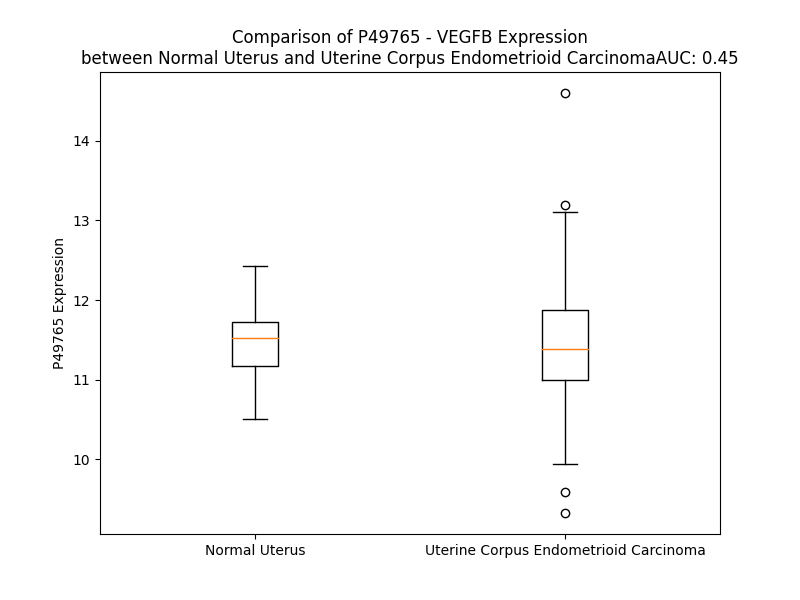 Comparison of P49765 - VEGFB Expression
between Normal Uterus and Uterine Corpus Endometrioid CarcinomaAUC: 0.45
14
13
12
11
10
P49765 Expression
Normal Uterus
Uterine Corpus Endometrioid Carcinoma